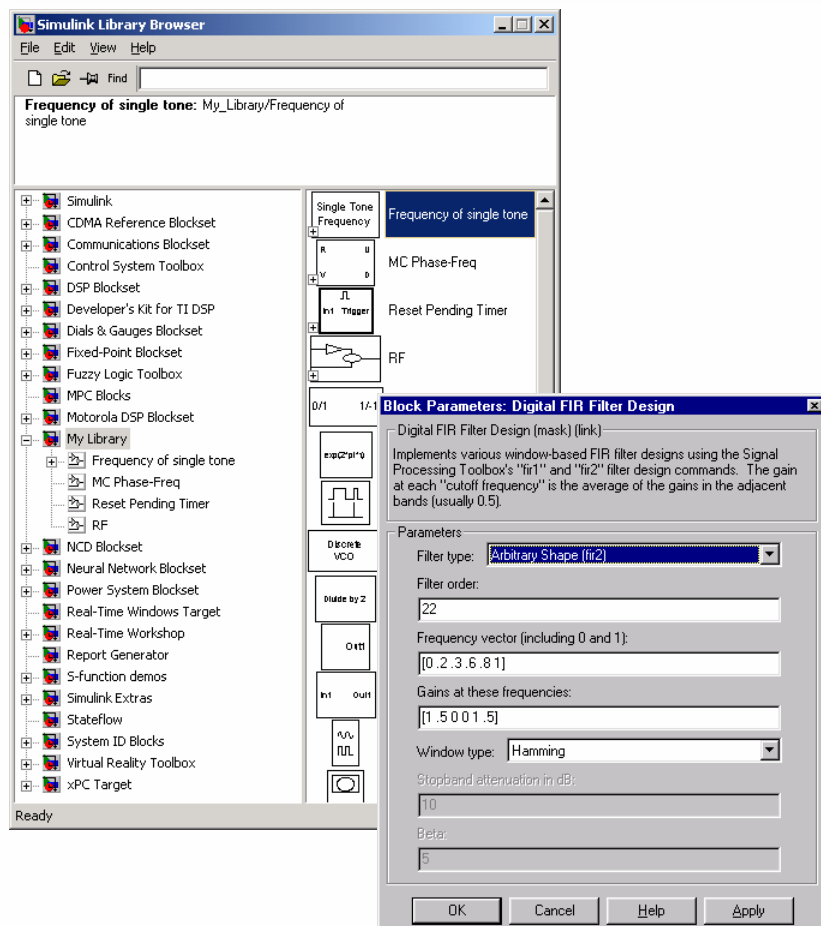 Simulink Library Browser
File Edit View Help
Find
Frequency of single tone: My_Library/Frequency of
single tone
Simulink
CDMA Reference Blockset
Communications Blockset
Control System Toolbox
DSP Blockset
Developer's Kit for TI DSP
Dials & Gauges Blockset
Fixed-Point Blockset
Fuzzy Logic Toolbox
MPC Blocks
Motorola DSP Blockset
My Library
Frequency of single tone
MC Phase-Freq
Reset Pending Timer
RF
NCD Blockset
Neural Network Blockset
Power System Blockset
Real-Time Windows Target
Real-Time Workshop
Report Generator
S-function demos
Simulink Extras
Stateflow
System ID Blocks
Virtual Reality Toolbox
xPC Target
Single Tone
Frequency
Frequency of single tone
R U
V D
MC Phase-Freq
In1 Trigger
Reset Pending Timer
RF
0/1 1/-1
exp(2*pi*i)
Discrete
VCO
Divide by 2
Out1
In1 Out1
Ready
Block Parameters: Digital FIR Filter Design
Digital FIR Filter Design (mask) (link)
Implements various window-based FIR filter designs using the Signal
Processing Toolbox's "fir1" and "fir2" filter design commands. The gain
at each "cutoff frequency" is the average of the gains in the adjacent
bands (usually 0.5).
Parameters
Filter type: Arbitrary Shape (fir2)
Filter order:
22
Frequency vector (including 0 and 1):
[0 .2 .3 .6 .8 1]
Gains at these frequencies:
[1 .5 0 0 1 .5]
Window type: Hamming
Stopband attenuation in dB:
10
Beta:
5
OK Cancel Help Apply